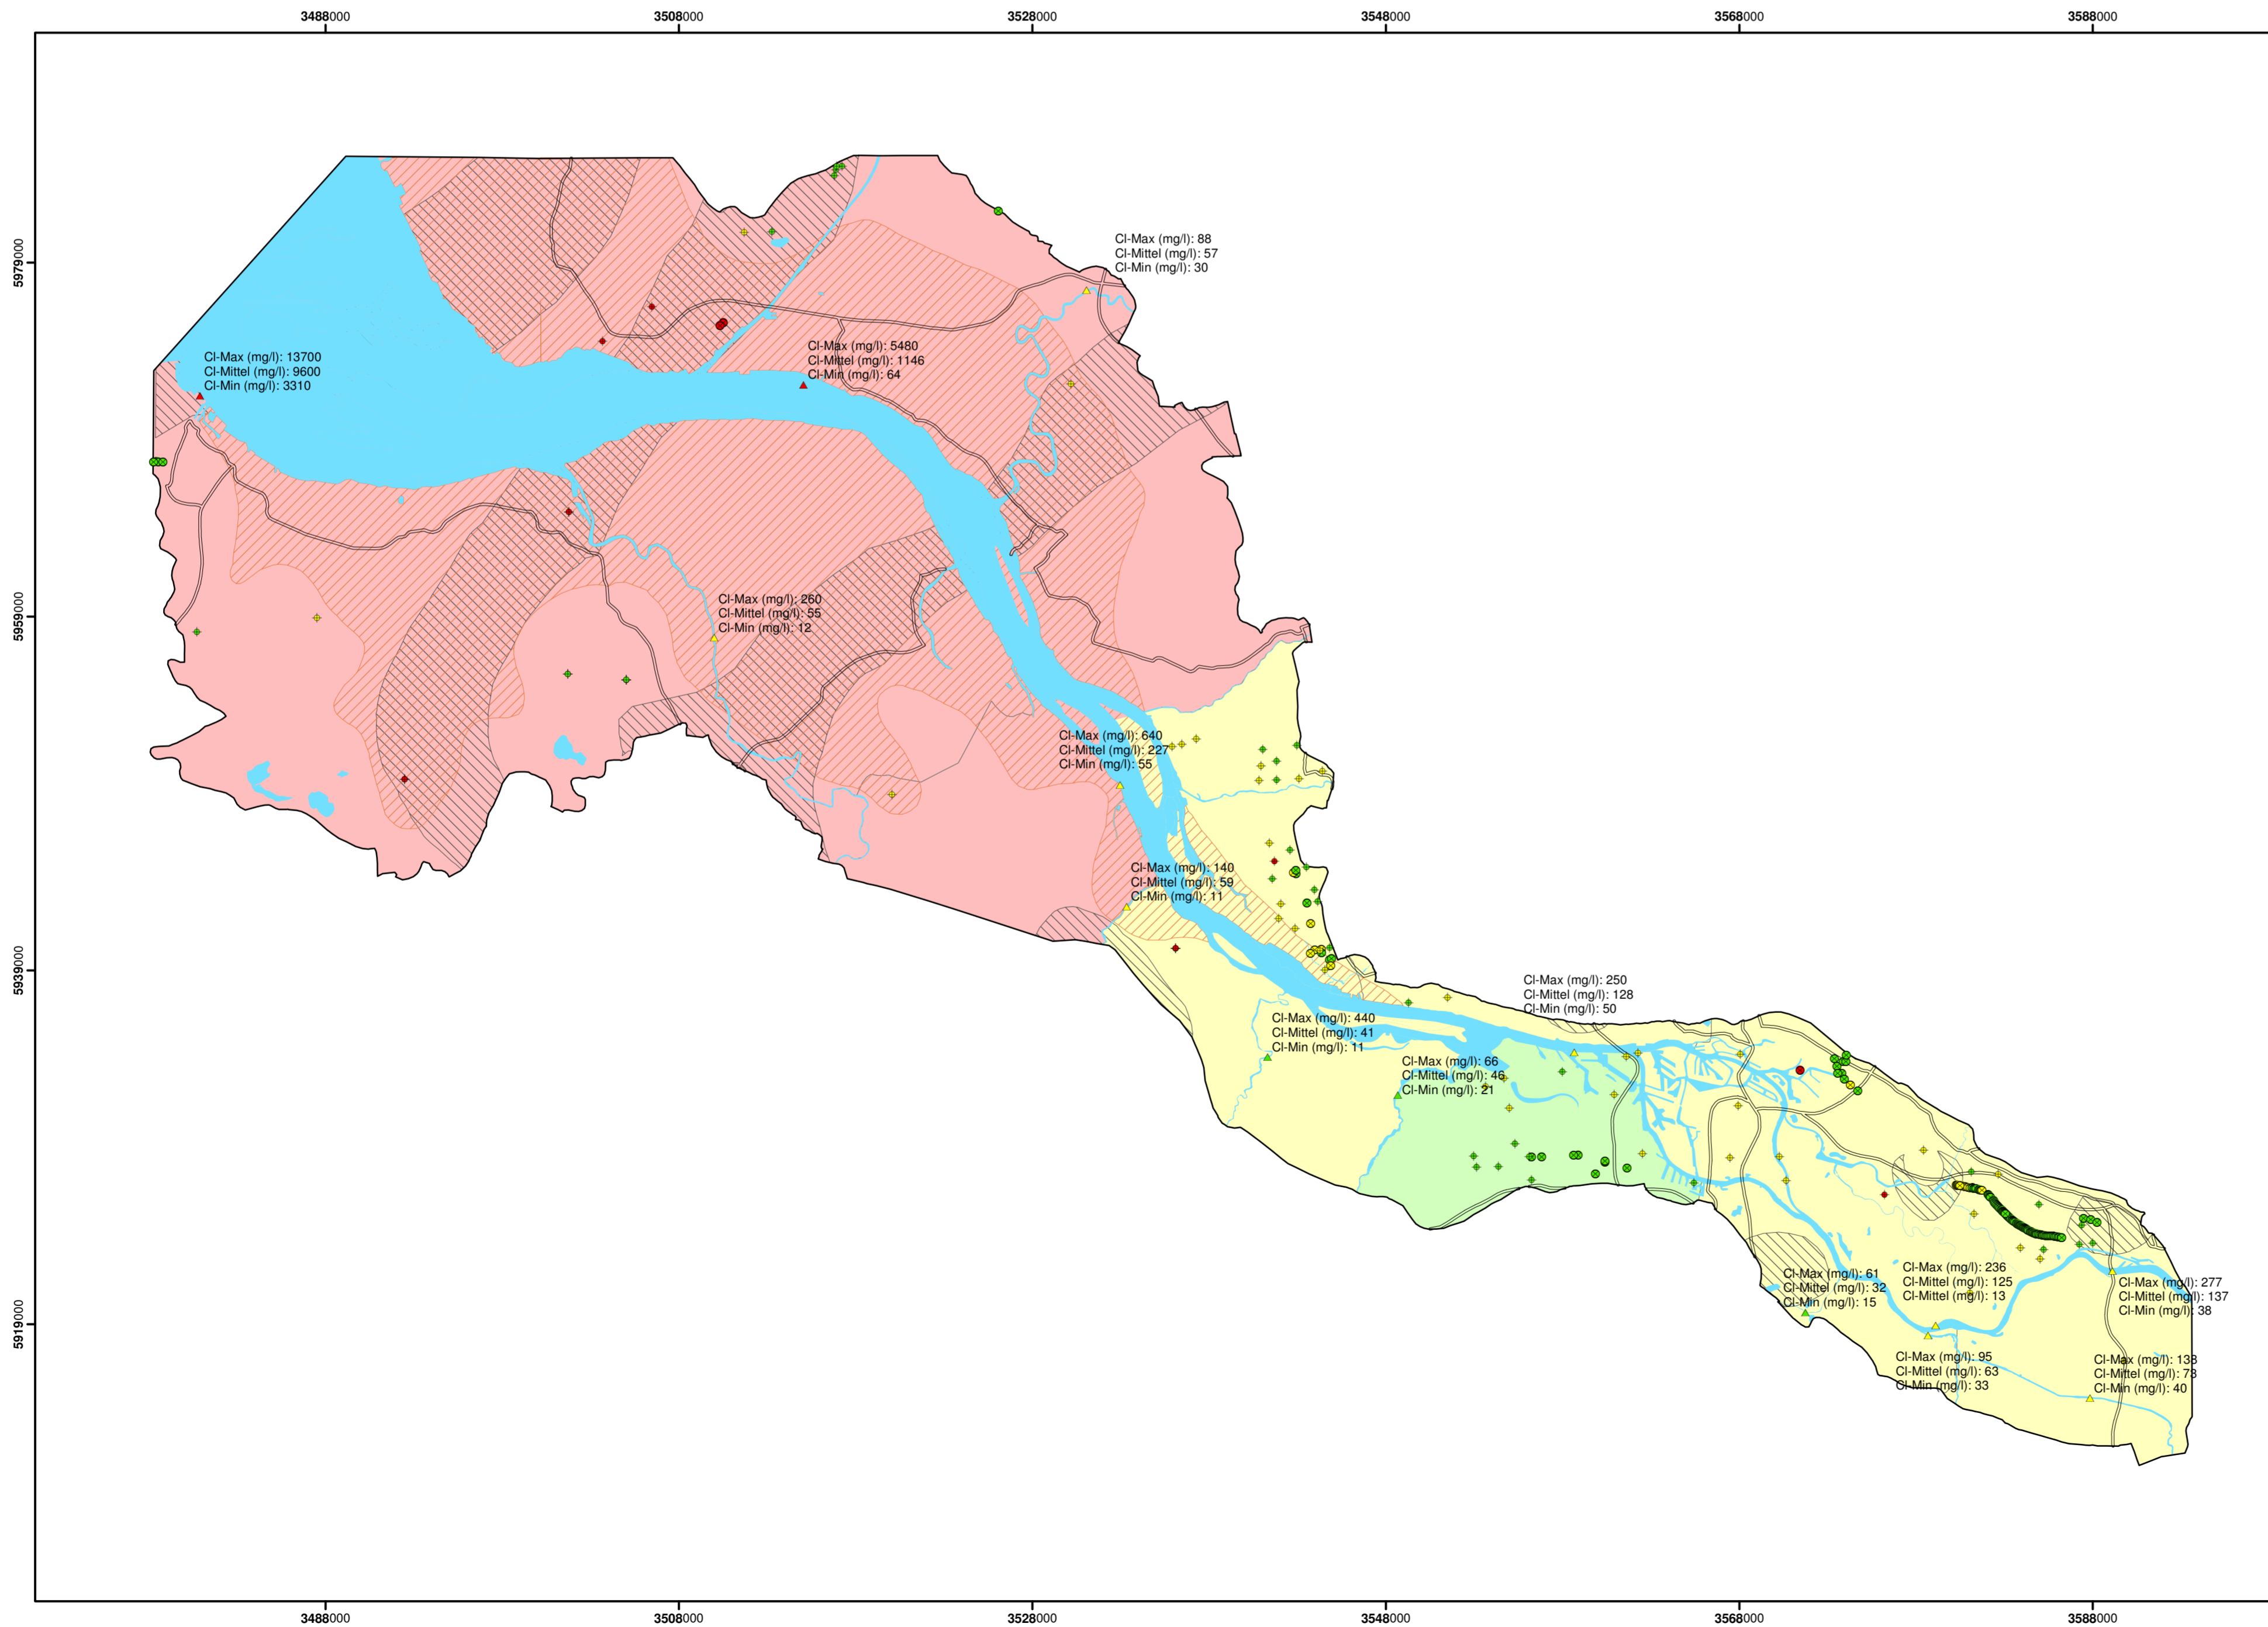 3488000
3508000
3528000
3548000
3568000
3588000
5979000
5959000
5939000
5919000
Cl-Max (mg/l): 88
Cl-Mittel (mg/l): 57
Cl-Min (mg/l): 30
Cl-Max (mg/l): 13700
Cl-Mittel (mg/l): 9600
Cl-Min (mg/l): 3310
Cl-Max (mg/l): 5480
Cl-Mittel (mg/l): 1146
Cl-Min (mg/l): 64
Cl-Max (mg/l): 260
Cl-Mittel (mg/l): 55
Cl-Min (mg/l): 12
Cl-Max (mg/l): 640
Cl-Mittel (mg/l): 227
Cl-Min (mg/l): 55
Cl-Max (mg/l): 140
Cl-Mittel (mg/l): 59
Cl-Min (mg/l): 11
Cl-Max (mg/l): 250
Cl-Mittel (mg/l): 128
Cl-Min (mg/l): 50
Cl-Max (mg/l): 440
Cl-Mittel (mg/l): 41
Cl-Min (mg/l): 11
Cl-Max (mg/l): 66
Cl-Mittel (mg/l): 46
Cl-Min (mg/l): 21
Cl-Max (mg/l): 61
Cl-Mittel (mg/l): 32
Cl-Min (mg/l): 15
Cl-Max (mg/l): 236
Cl-Mittel (mg/l): 125
Cl-Mittel (mg/l): 13
Cl-Max (mg/l): 277
Cl-Mittel (mg/l): 137
Cl-Min (mg/l): 38
Cl-Max (mg/l): 95
Cl-Mittel (mg/l): 63
Cl-Min (mg/l): 33
Cl-Max (mg/l): 138
Cl-Mittel (mg/l): 73
Cl-Min (mg/l): 40
3488000
3508000
3528000
3548000
3568000
3588000